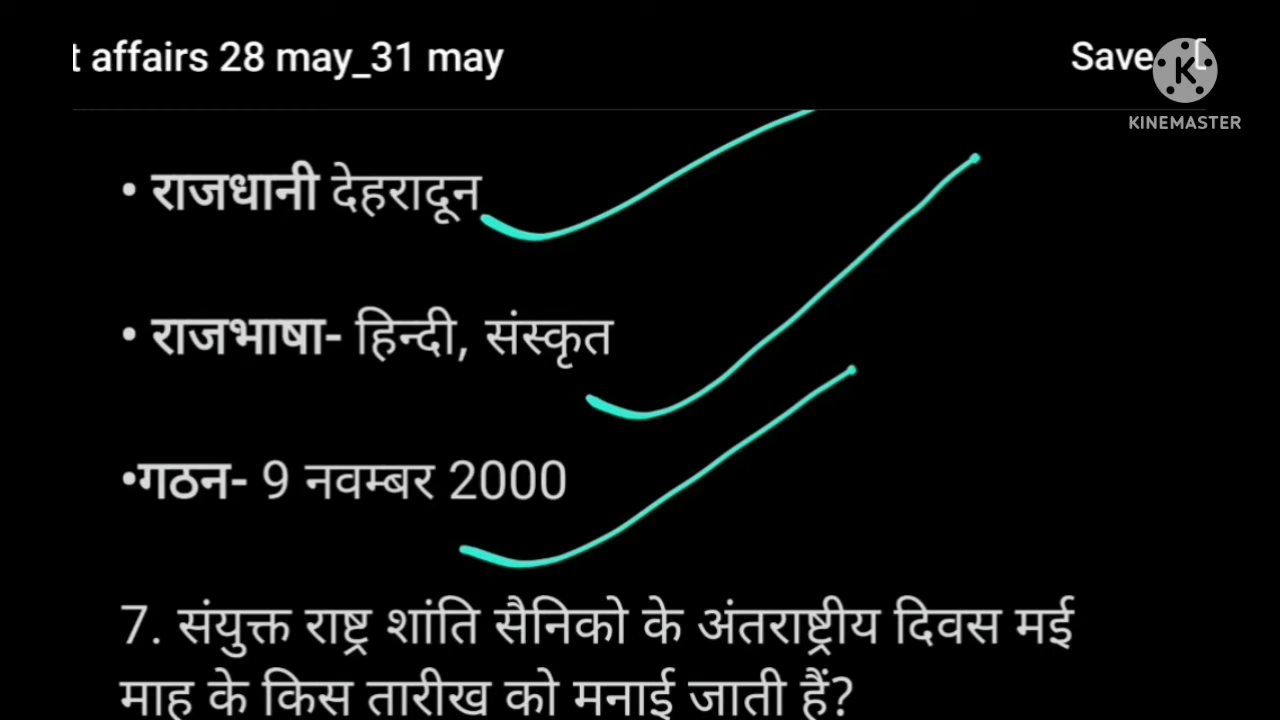 t affairs 28 may_31 may
Save
KINEMASTER
• राजधानी देहरादून
• राजभाषा- हिन्दी, संस्कृत
•गठन- 9 नवम्बर 2000
7. संयुक्त राष्ट्र शांति सैनिको के अंतराष्ट्रीय दिवस मई
माह के किस तारीख को मनाई जाती हैं?